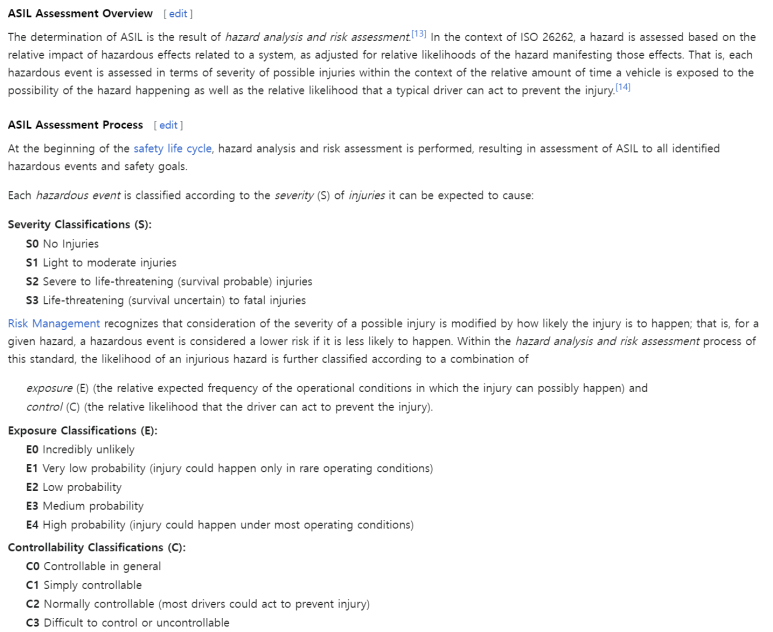 ASIL Assessment Overview [ edit ]
The determination of ASIL is the result of hazard analysis and risk assessment.[13] In the context of ISO 26262, a hazard is assessed based on the
relative impact of hazardous effects related to a system, as adjusted for relative likelihoods of the hazard manifesting those effects. That is, each
hazardous event is assessed in terms of severity of possible injuries within the context of the relative amount of time a vehicle is exposed to the
possibility of the hazard happening as well as the relative likelihood that a typical driver can act to prevent the injury.[14]
ASIL Assessment Process [ edit ]
At the beginning of the safety life cycle, hazard analysis and risk assessment is performed, resulting in assessment of ASIL to all identified
hazardous events and safety goals.
Each hazardous event is classified according to the severity (S) of injuries it can be expected to cause:
Severity Classifications (S):
S0 No Injuries
S1 Light to moderate injuries
S2 Severe to life-threatening (survival probable) injuries
S3 Life-threatening (survival uncertain) to fatal injuries
Risk Management recognizes that consideration of the severity of a possible injury is modified by how likely the injury is to happen; that is, for a
given hazard, a hazardous event is considered a lower risk if it is less likely to happen. Within the hazard analysis and risk assessment process of
this standard, the likelihood of an injurious hazard is further classified according to a combination of
exposure (E) (the relative expected frequency of the operational conditions in which the injury can possibly happen) and
control (C) (the relative likelihood that the driver can act to prevent the injury).
Exposure Classifications (E):
E0 Incredibly unlikely
E1 Very low probability (injury could happen only in rare operating conditions)
E2 Low probability
E3 Medium probability
E4 High probability (injury could happen under most operating conditions)
Controllability Classifications (C):
C0 Controllable in general
C1 Simply controllable
C2 Normally controllable (most drivers could act to prevent injury)
C3 Difficult to control or uncontrollable